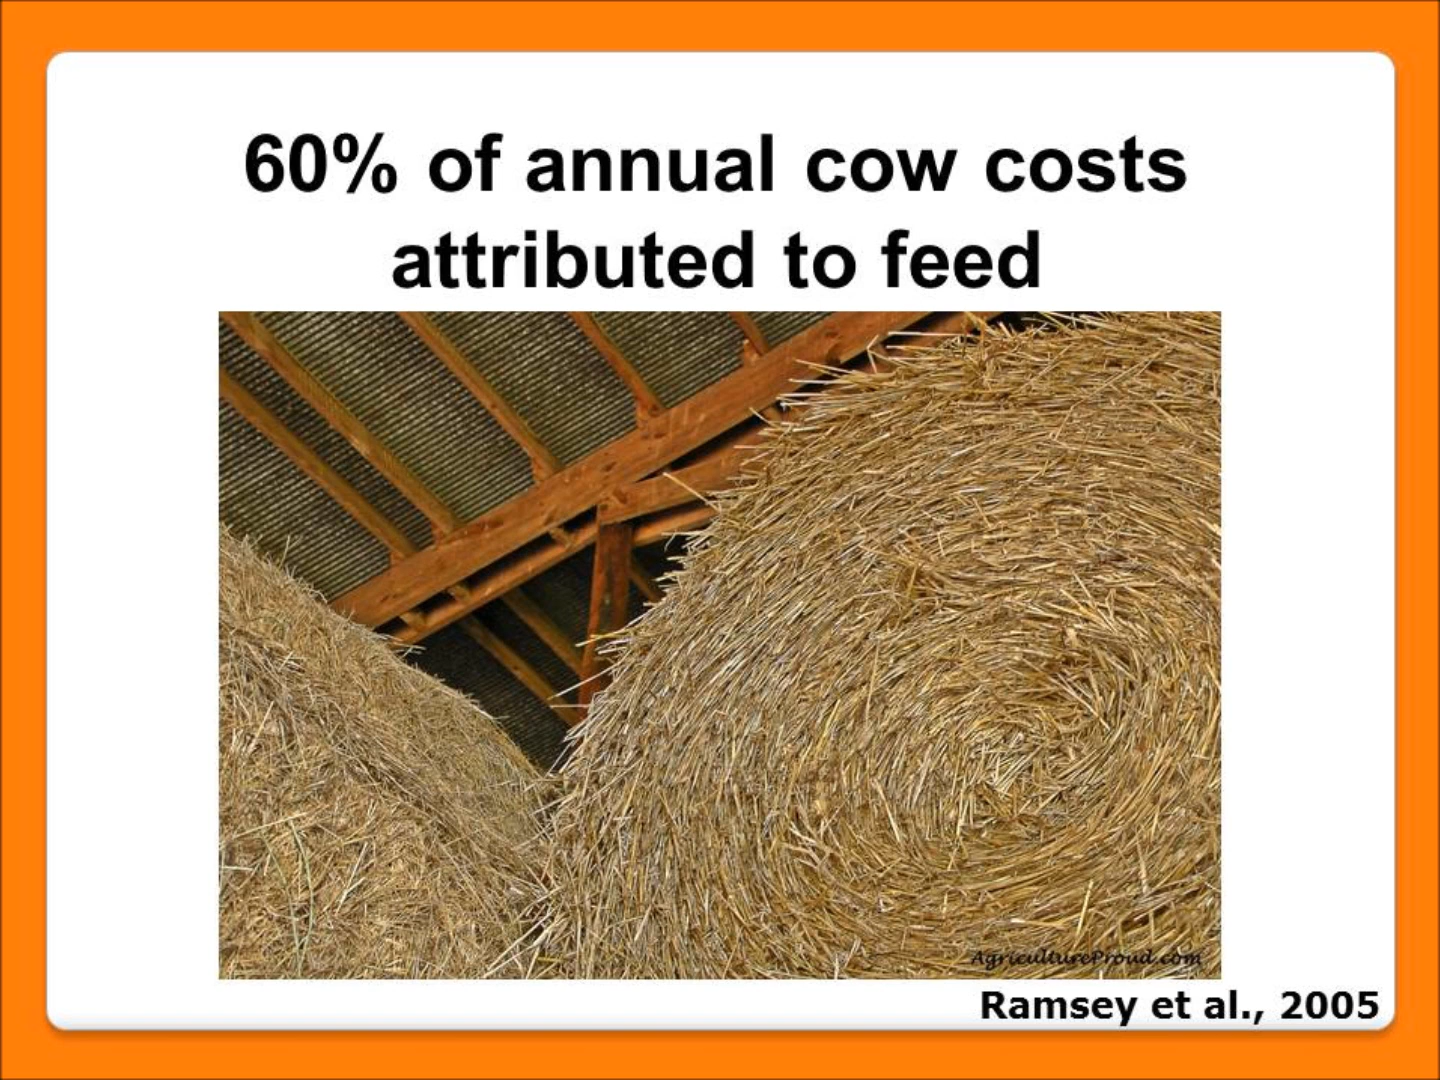 60% of annual cow costs
attributed to feed
AgricultureProud.com
Ramsey et al., 2005